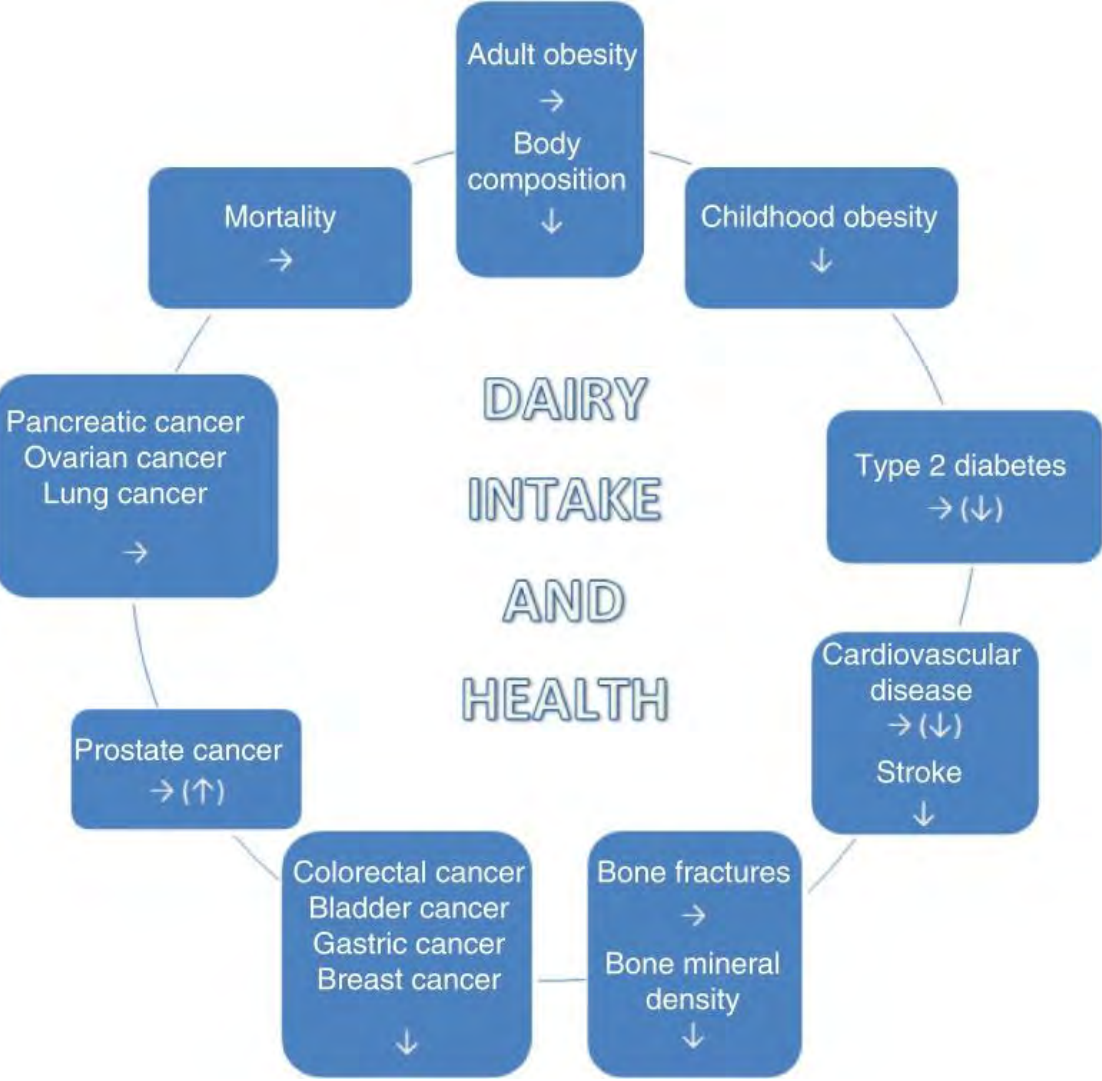 Adult obesity
→
Body
composition
↓
Childhood obesity
↓
Type 2 diabetes
→ (↓)
Cardiovascular
disease
→ (↓)
Stroke
↓
Bone fractures
→
Bone mineral
density
↓
Colorectal cancer
Bladder cancer
Gastric cancer
Breast cancer
↓
Prostate cancer
→ (↑)
Pancreatic cancer
Ovarian cancer
Lung cancer
→
Mortality
→
DAIRY
INTAKE
AND
HEALTH